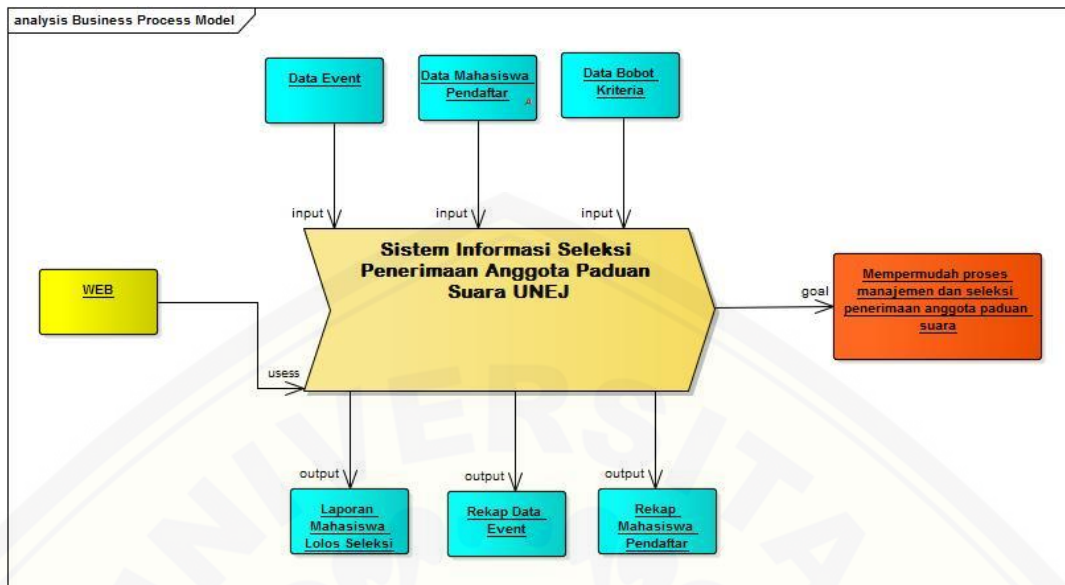 analysis Business Process Model
Data Event
Data Mahasiswa
Pendaftar
A
Data Bobot
Kriteria
input
input
input
Sistem Informasi Seleksi
Penerimaan Anggota Paduan
Suara UNEJ
WEB
usess
goal
Mempermudah proses
manajemen dan seleksi
penerimaan anggota paduan
suara
output
output
output
Laporan
Mahasiswa
Lolos Seleksi
Rekap Data
Event
Rekap
Mahasiswa
Pendaftar
UNIVERSITA